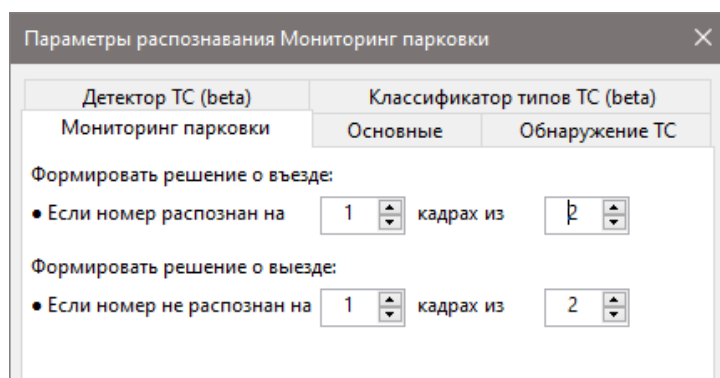 Параметры распознавания Мониторинг парковки
Детектор ТС (beta) Классификатор типов ТС (beta)
Мониторинг парковки Основные Обнаружение ТС
Формировать решение о въезде:
• Если номер распознан на 1 кадрах из 2
Формировать решение о выезде:
• Если номер не распознан на 1 кадрах из 2